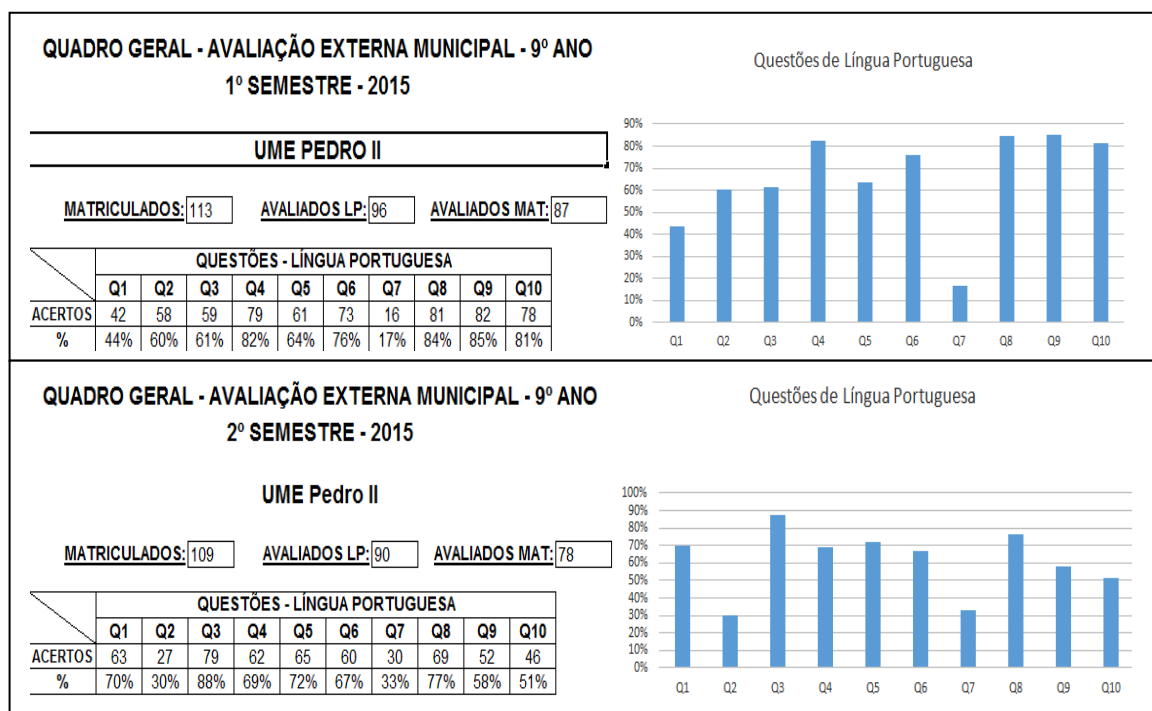 QUADRO GERAL - AVALIAÇÃO EXTERNA MUNICIPAL - 9º ANO
1º SEMESTRE - 2015
UME PEDRO II
MATRICULADOS: 113 AVALIADOS LP: 96 AVALIADOS MAT: 87
QUESTÕES - LÍNGUA PORTUGUESA
Q1 Q2 Q3 Q4 Q5 Q6 Q7 Q8 Q9 Q10
ACERTOS 42 58 59 79 61 73 16 81 82 78
% 44% 60% 61% 82% 64% 76% 17% 84% 85% 81%
Questões de Língua Portuguesa
90%
80%
70%
60%
50%
40%
30%
20%
10%
0%
Q1 Q2 Q3 Q4 Q5 Q6 Q7 Q8 Q9 Q10
QUADRO GERAL - AVALIAÇÃO EXTERNA MUNICIPAL - 9º ANO
2º SEMESTRE - 2015
UME Pedro II
MATRICULADOS: 109 AVALIADOS LP: 90 AVALIADOS MAT: 78
QUESTÕES - LÍNGUA PORTUGUESA
Q1 Q2 Q3 Q4 Q5 Q6 Q7 Q8 Q9 Q10
ACERTOS 63 27 79 62 65 60 30 69 52 46
% 70% 30% 88% 69% 72% 67% 33% 77% 58% 51%
Questões de Língua Portuguesa
100%
90%
80%
70%
60%
50%
40%
30%
20%
10%
0%
Q1 Q2 Q3 Q4 Q5 Q6 Q7 Q8 Q9 Q10